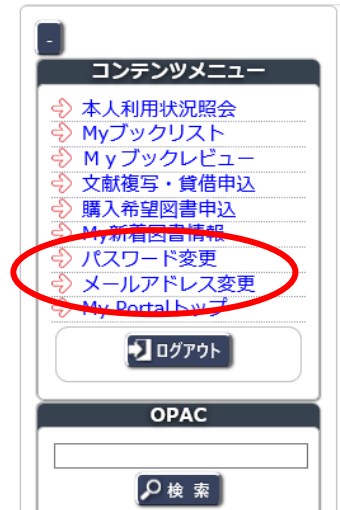 -
コンテンツメニュー
本人利用状況照会
Myブックリスト
Ｍｙブックレビュー
文献複写・貸借申込
購入希望図書申込
My新着図書情報
パスワード変更
メールアドレス変更
My Portalトップ
ログアウト
OPAC
検 索